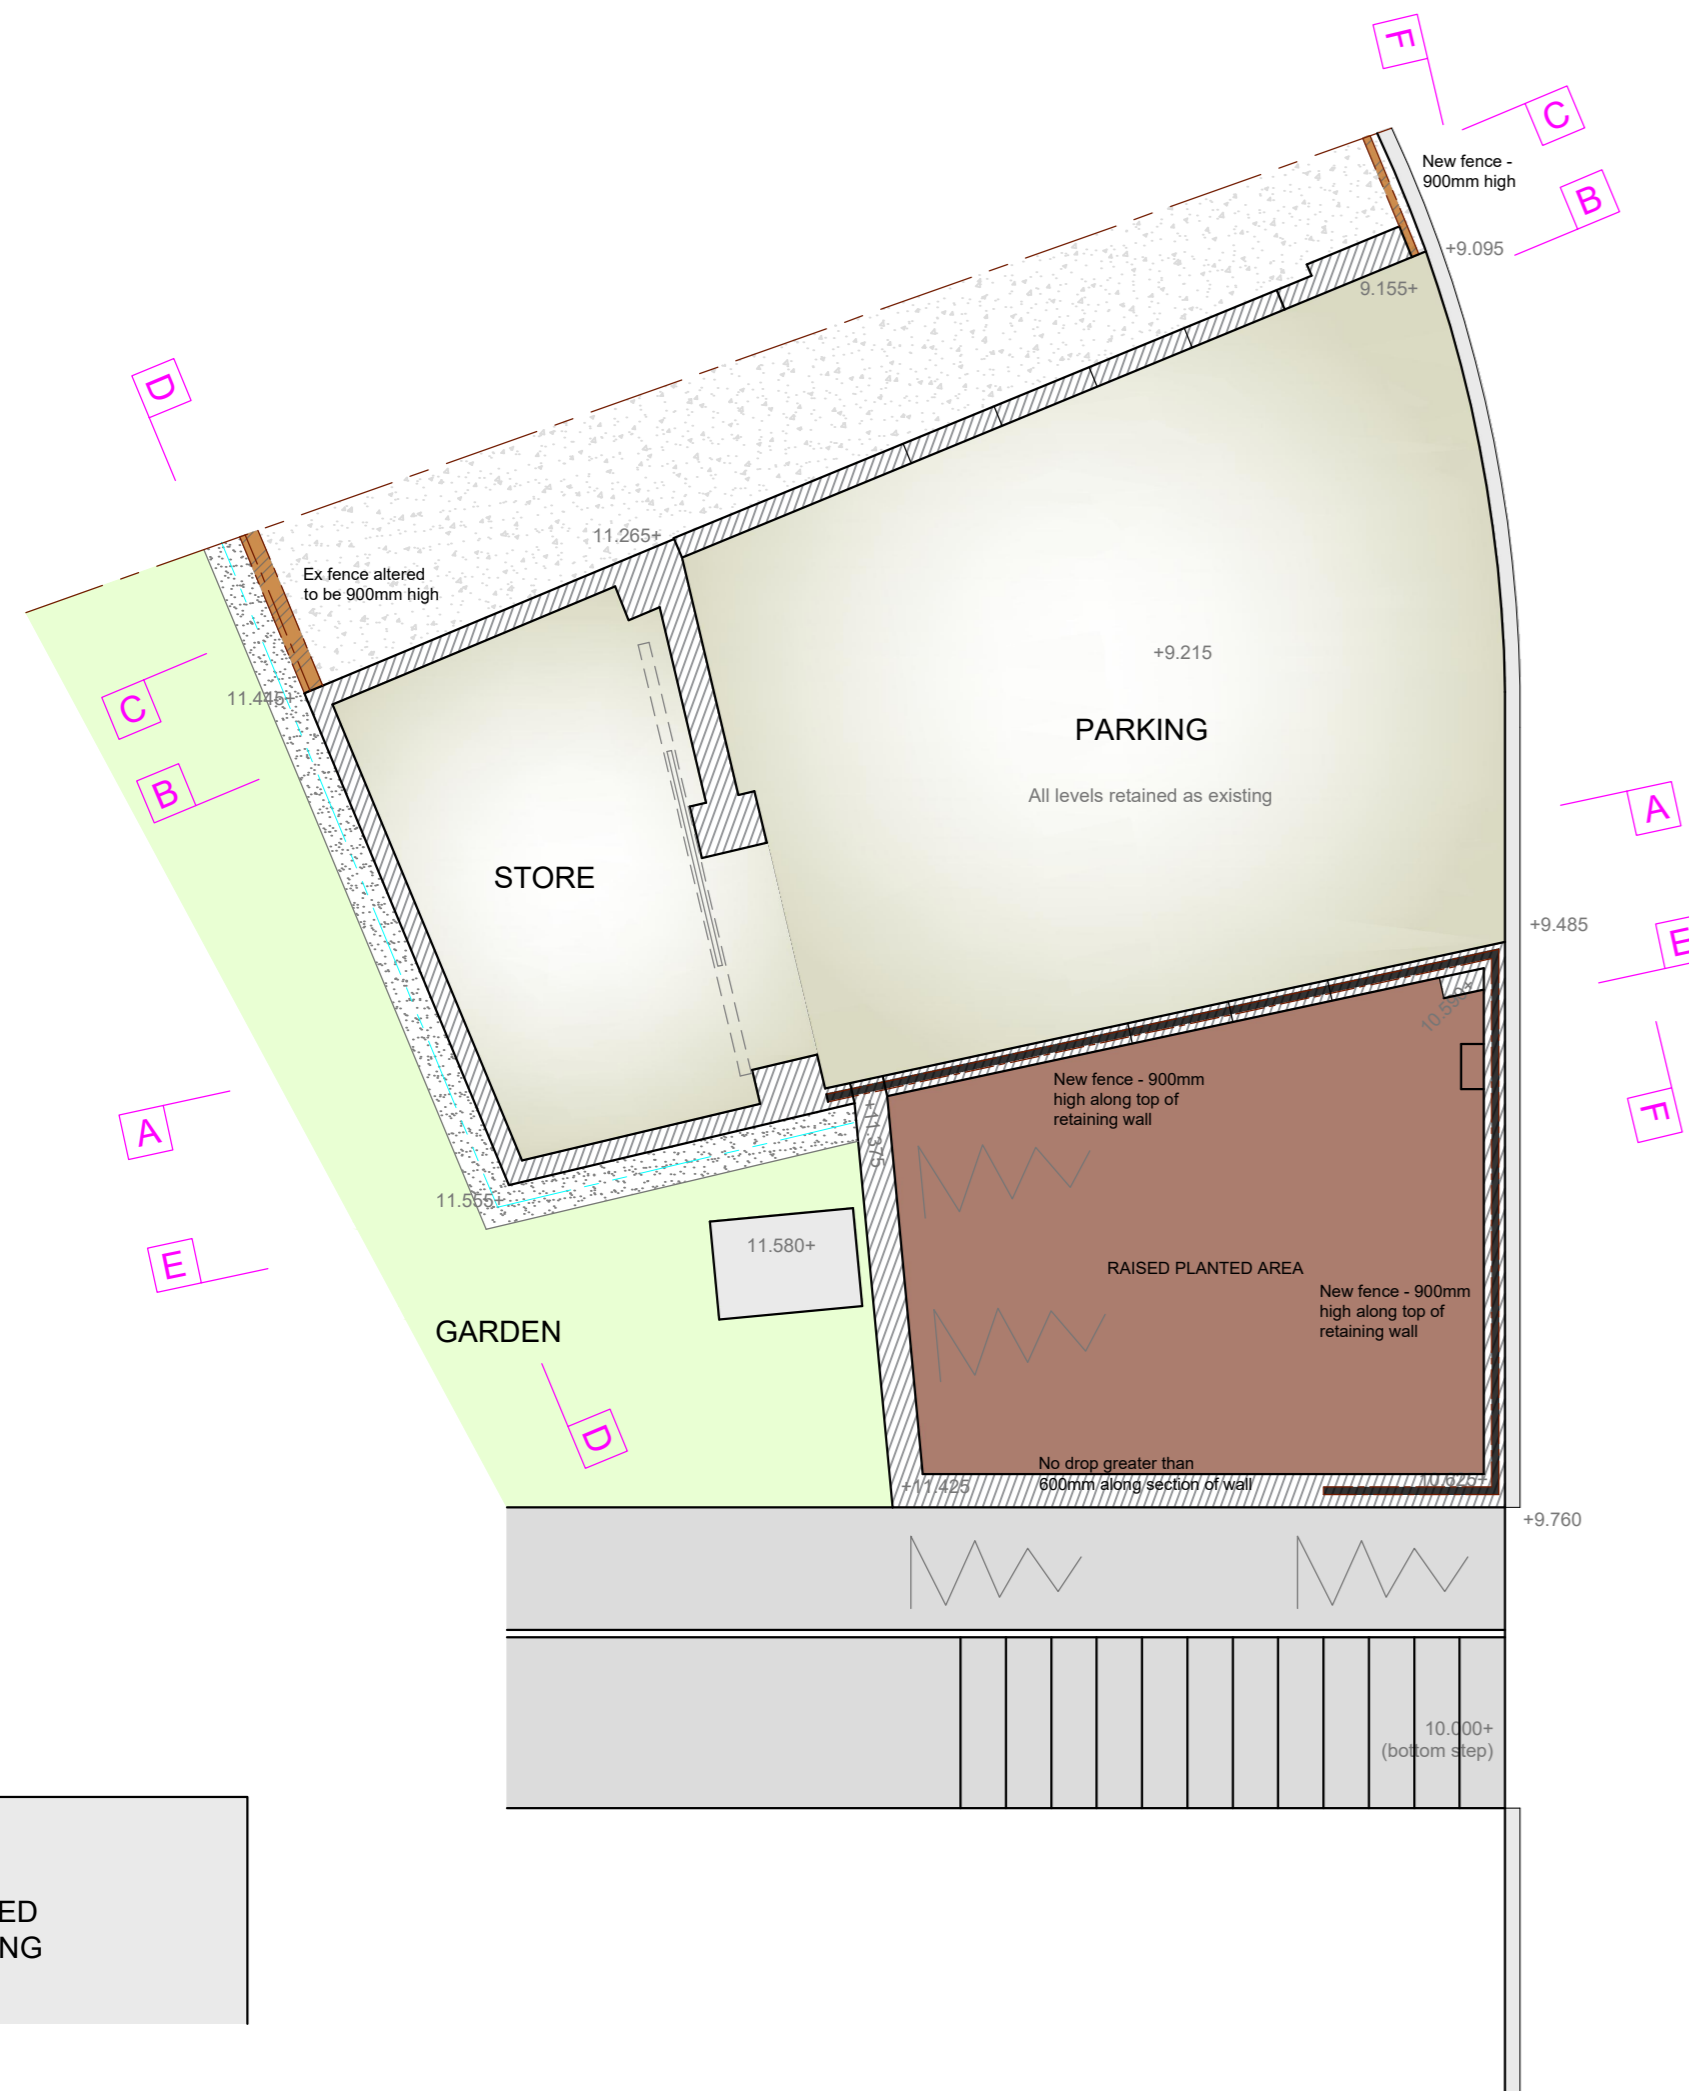 F
C
New fence -
900mm high
B
+9.095
9.155+
D
11.265+
Ex fence altered
to be 900mm high
+9.215
11.445+
C
PARKING
B
All levels retained as existing
A
STORE
+9.485
E
10.590+
New fence - 900mm
high along top of
retaining wall
F
A
+11.375
11.555+
11.580+
E
RAISED PLANTED AREA
New fence - 900mm
high along top of
retaining wall
GARDEN
D
No drop greater than
600mm along section of wall
+11.425
10.625+
+9.760
10.000+
(bottom step)
ED
NG